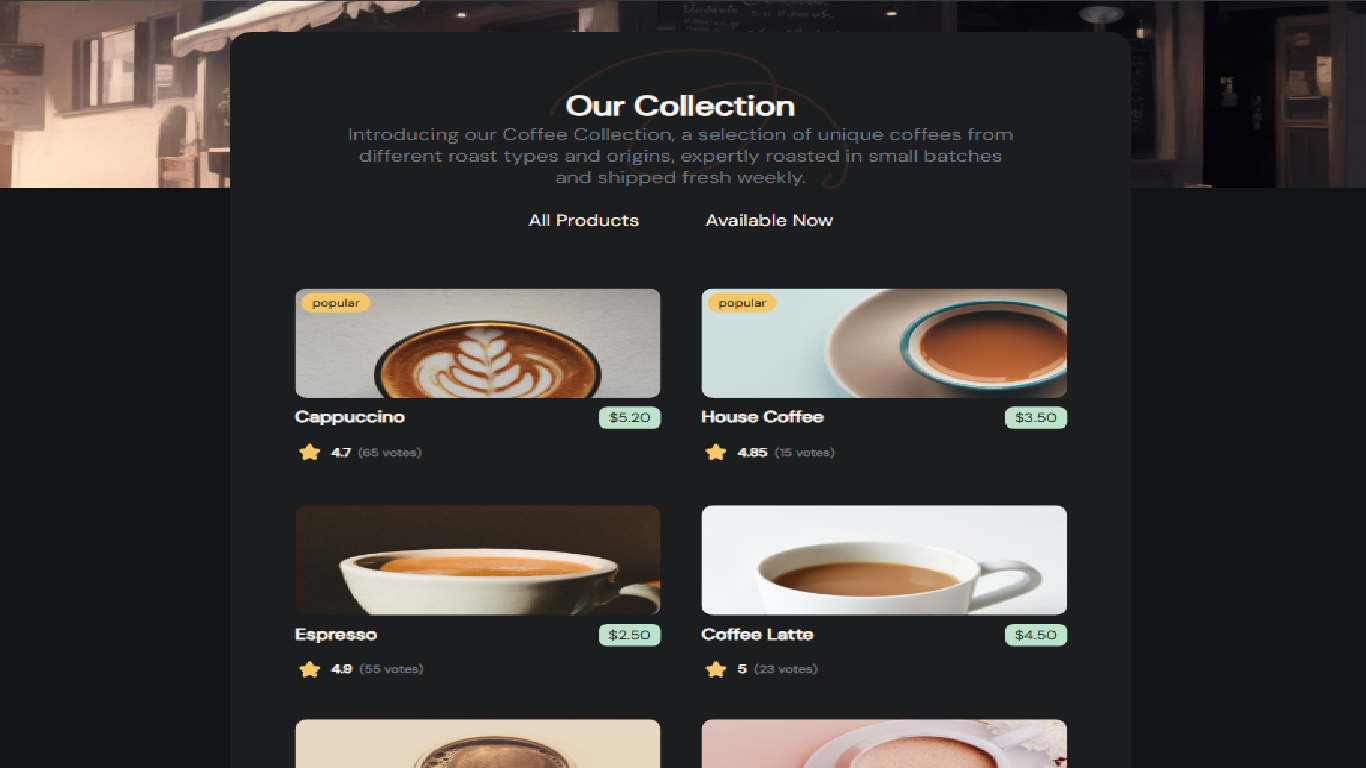 Our Collection
Introducing our Coffee Collection, a selection of unique coffees from
different roast types and origins, expertly roasted in small batches
and shipped fresh weekly.
All Products
Available Now
popular
popular
Cappuccino
$5.20
House Coffee
$3.50
4.7 (65 votes)
4.85 (15 votes)
Espresso
$2.50
Coffee Latte
$4.50
4.9 (55 votes)
5 (23 votes)